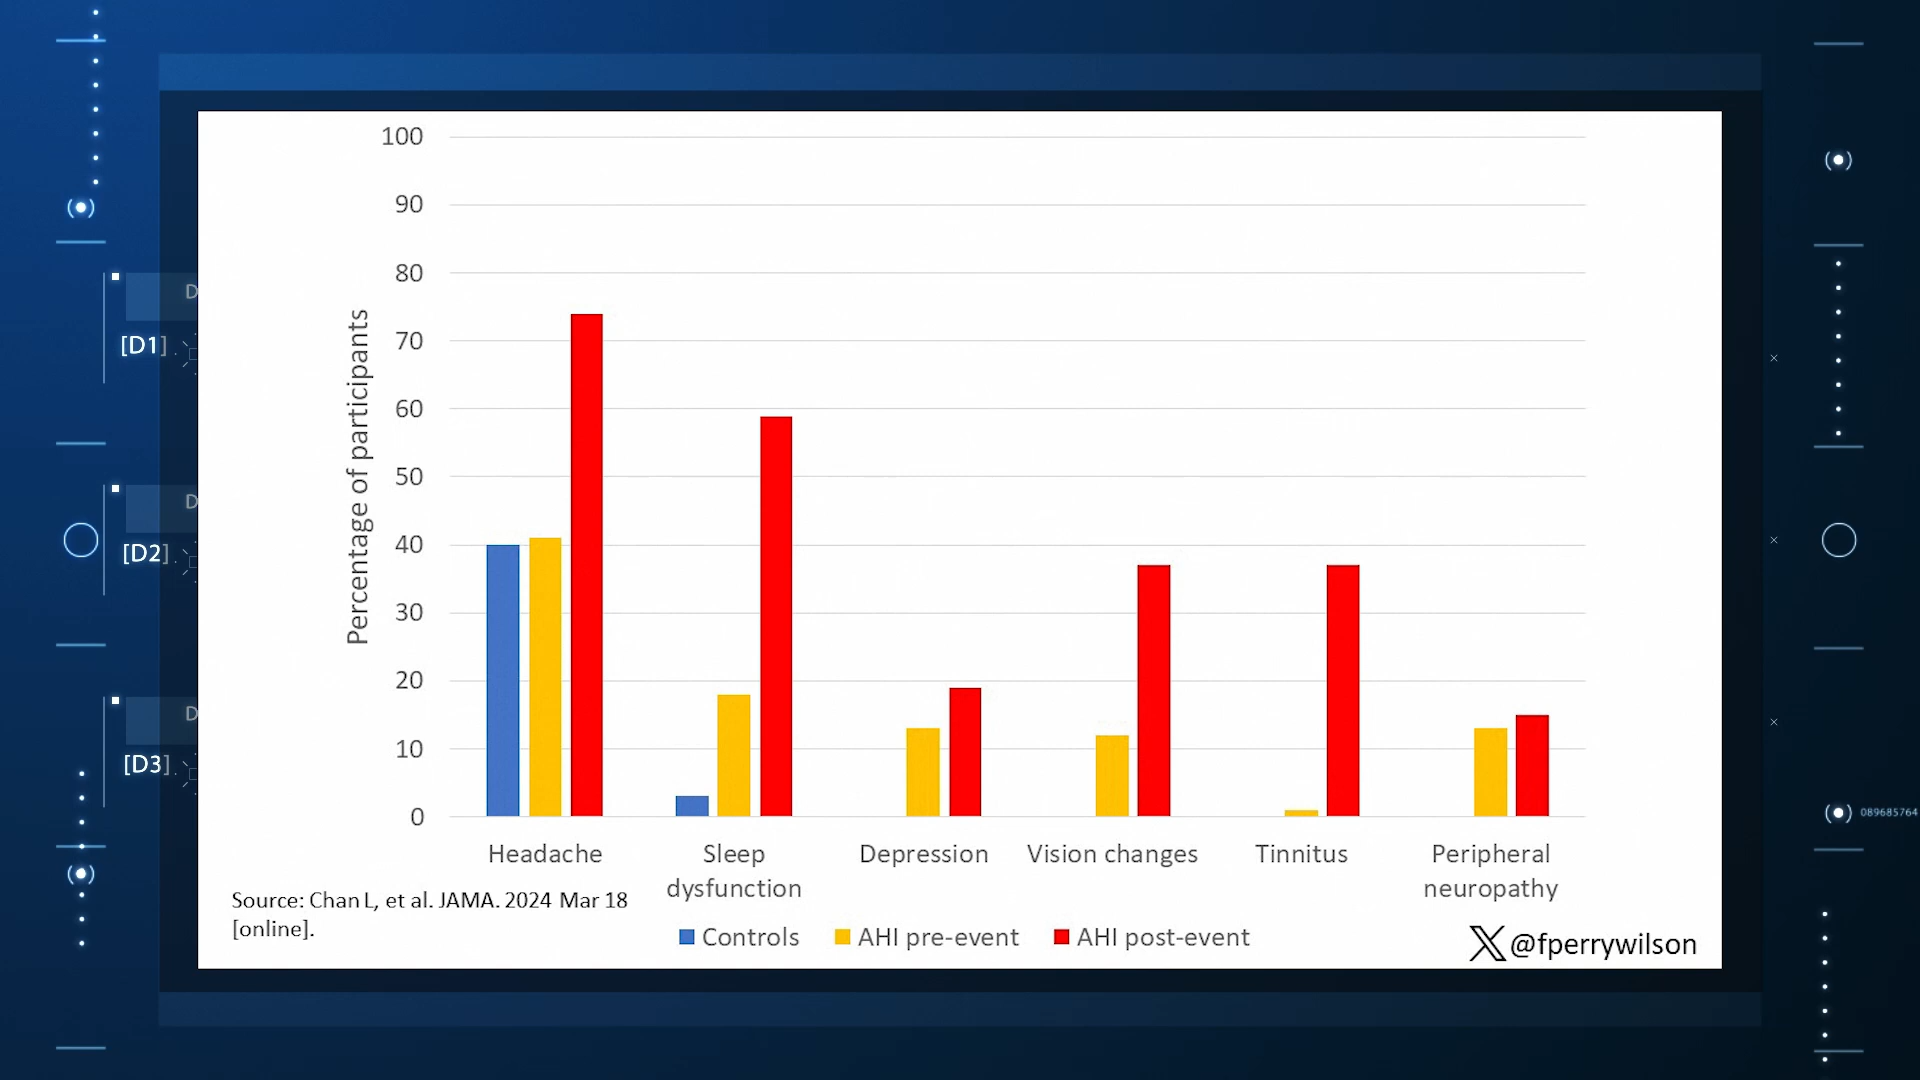 100
90
80
70
60
50
40
30
20
10
0
Percentage of participants
Headache
Sleep
dysfunction
Depression
Vision changes
Tinnitus
Peripheral
neuropathy
Controls
AHI pre-event
AHI post-event
Source: Chan L, et al. JAMA. 2024 Mar 18
[online].
X @fperrywilson
D
[D1]
D
[D2]
D
[D3]
089685764